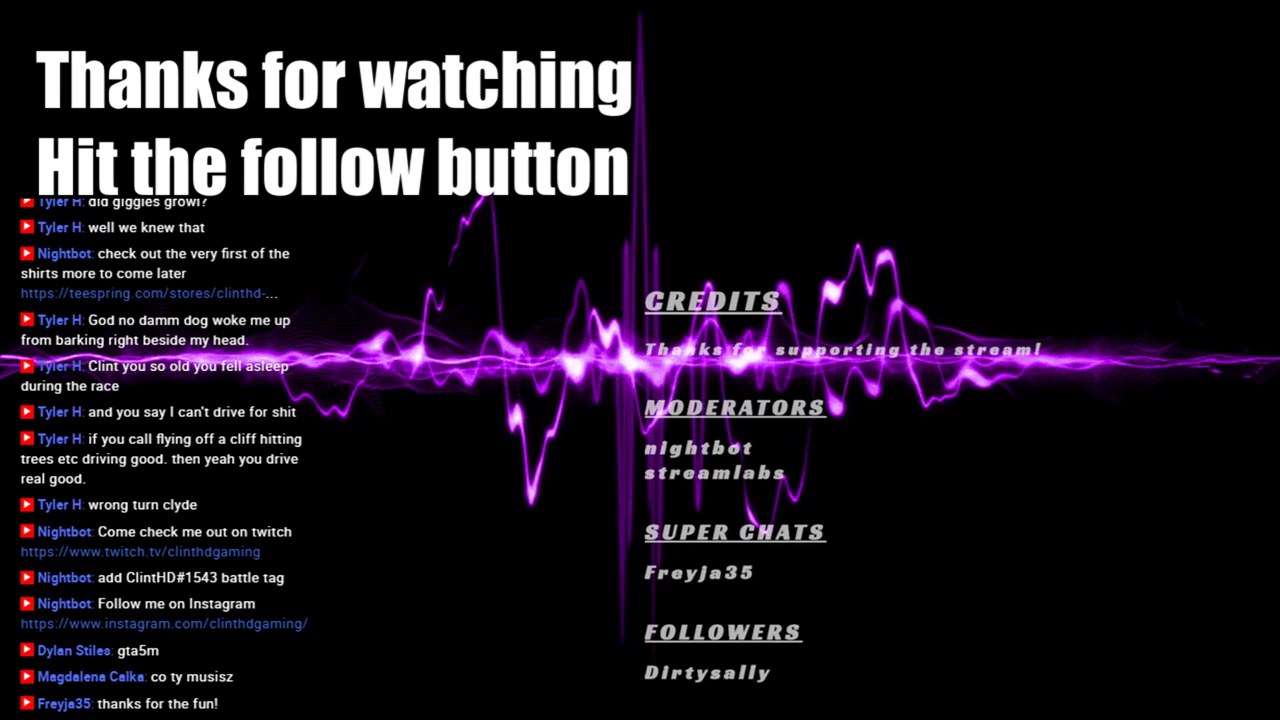 Thanks for watching
Hit the follow button
Tyler H: did giggles growl?
Tyler H: well we knew that
Nightbot: check out the very first of the
shirts more to come later
https://teespring.com/stores/clinthd-...
Tyler H: God no damm dog woke me up
from barking right beside my head.
Tyler H: Clint you so old you fell asleep
during the race
Tyler H: and you say I can't drive for shit
Tyler H: if you call flying off a cliff hitting
trees etc driving good. then yeah you drive
real good.
Tyler H: wrong turn clyde
Nightbot: Come check me out on twitch
https://www.twitch.tv/clinthdgaming
Nightbot: add ClintHD#1543 battle tag
Nightbot: Follow me on Instagram
https://www.instagram.com/clinthdgaming/
Dylan Stiles: gta5m
Magdalena Calka: co ty musisz
Freyja35: thanks for the fun!
CREDITS
Thanks for supporting the stream!
MODERATORS
nightbot
streamlabs
SUPER CHATS
Freyja35
FOLLOWERS
Dirtysally